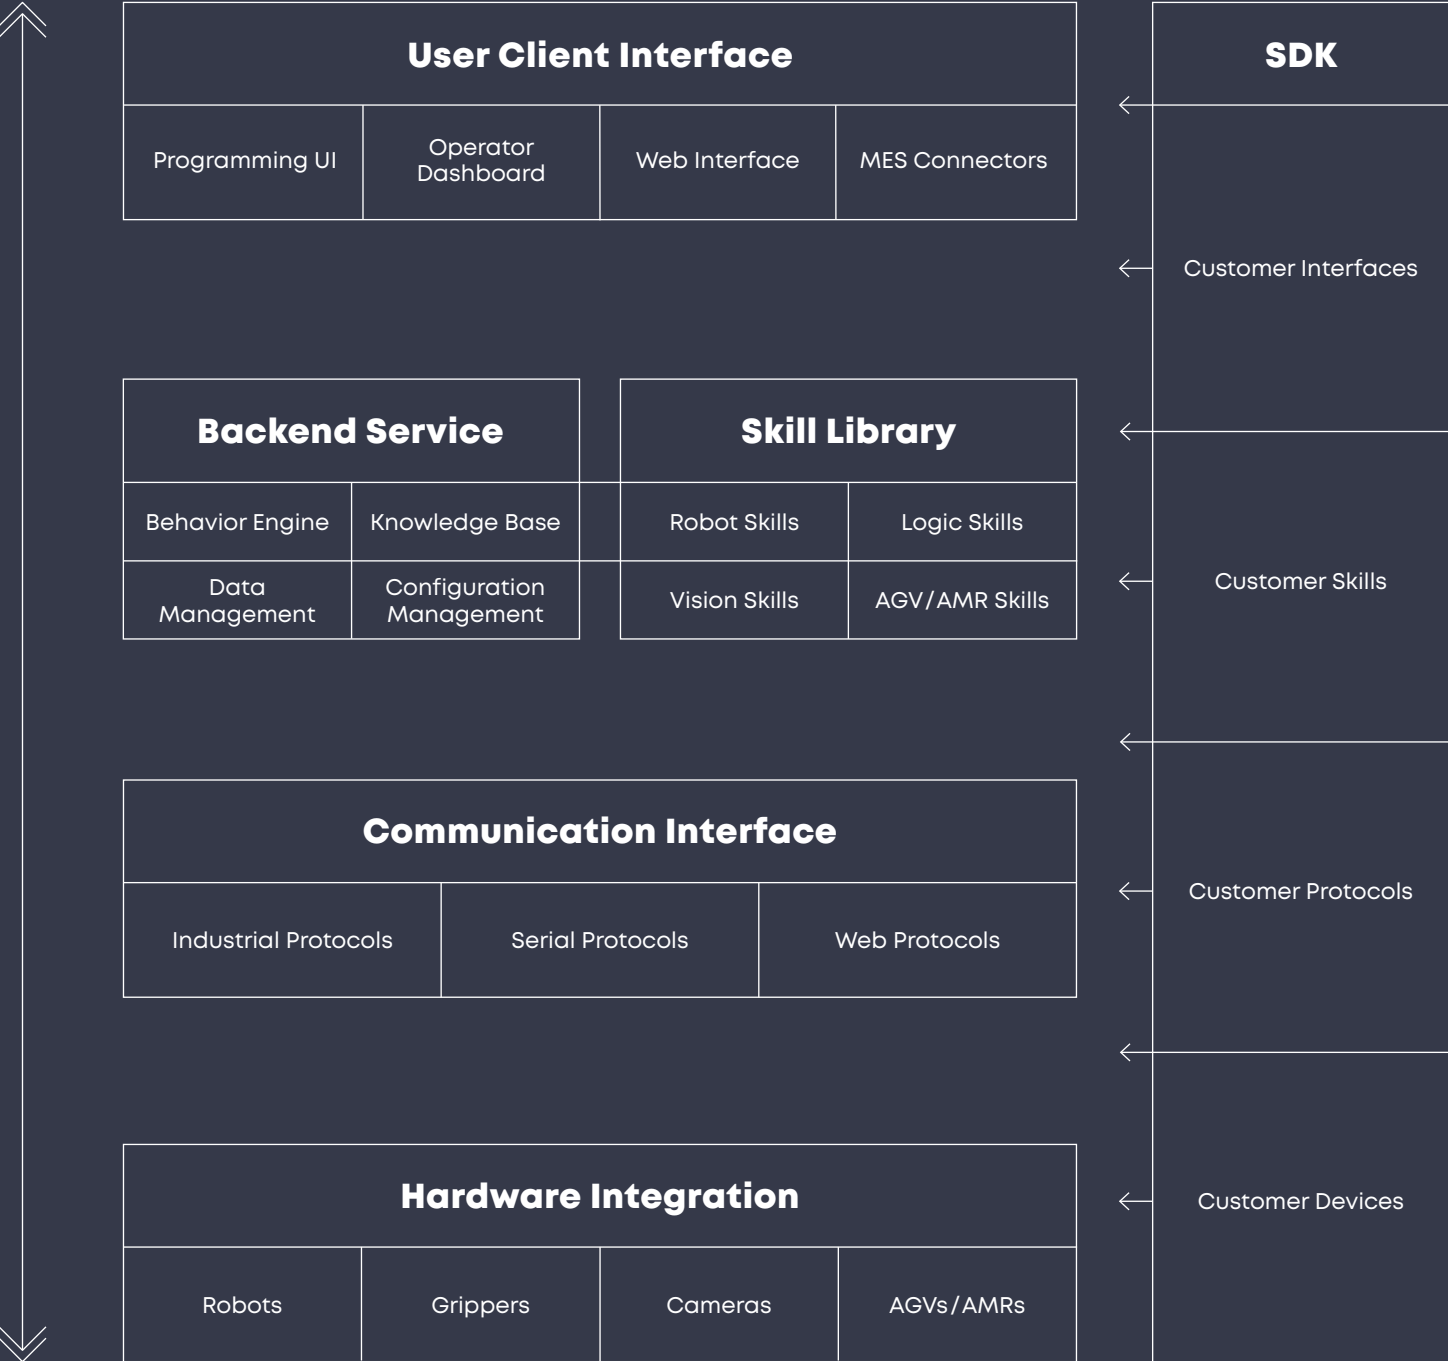 User Client Interface
SDK
Programming UI
Operator
Dashboard
Web Interface
MES Connectors
Customer Interfaces
Backend Service
Skill Library
Behavior Engine
Knowledge Base
Robot Skills
Logic Skills
Data
Management
Configuration
Management
Vision Skills
AGV/AMR Skills
Customer Skills
Communication Interface
Industrial Protocols
Serial Protocols
Web Protocols
Customer Protocols
Hardware Integration
Customer Devices
Robots
Grippers
Cameras
AGVs/AMRs